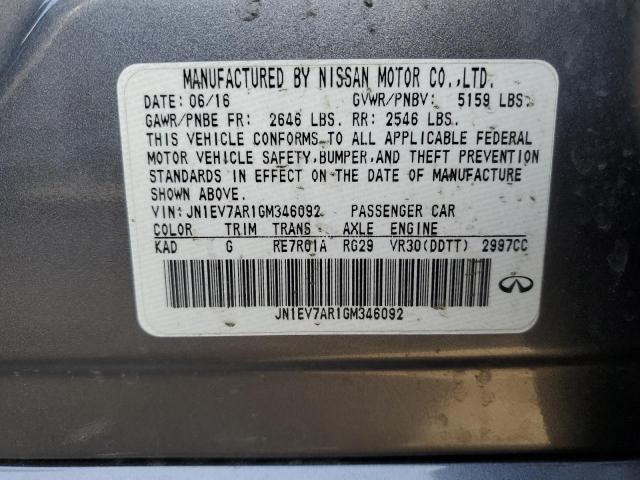 MANUFACTURED BY NISSAN MOTOR CO.,LTD.
DATE: 06/16 GVWR/PNBV: 5159 LBS.
GAWR/PNBE FR: 2646 LBS. RR: 2546 LBS.
THIS VEHICLE CONFORMS TO ALL APPLICABLE FEDERAL
MOTOR VEHICLE SAFETY,BUMPER,AND THEFT PREVENTION
STANDARDS IN EFFECT ON THE DATE OF MANUFACTURE
SHOWN ABOVE.
VIN: JN1EV7AR1GM346092 PASSENGER CAR
COLOR TRIM TRANS: AXLE ENGINE
KAD G RE7R01A RG29 VR30(DDTT) 2997CC
JN1EV7AR1GM346092